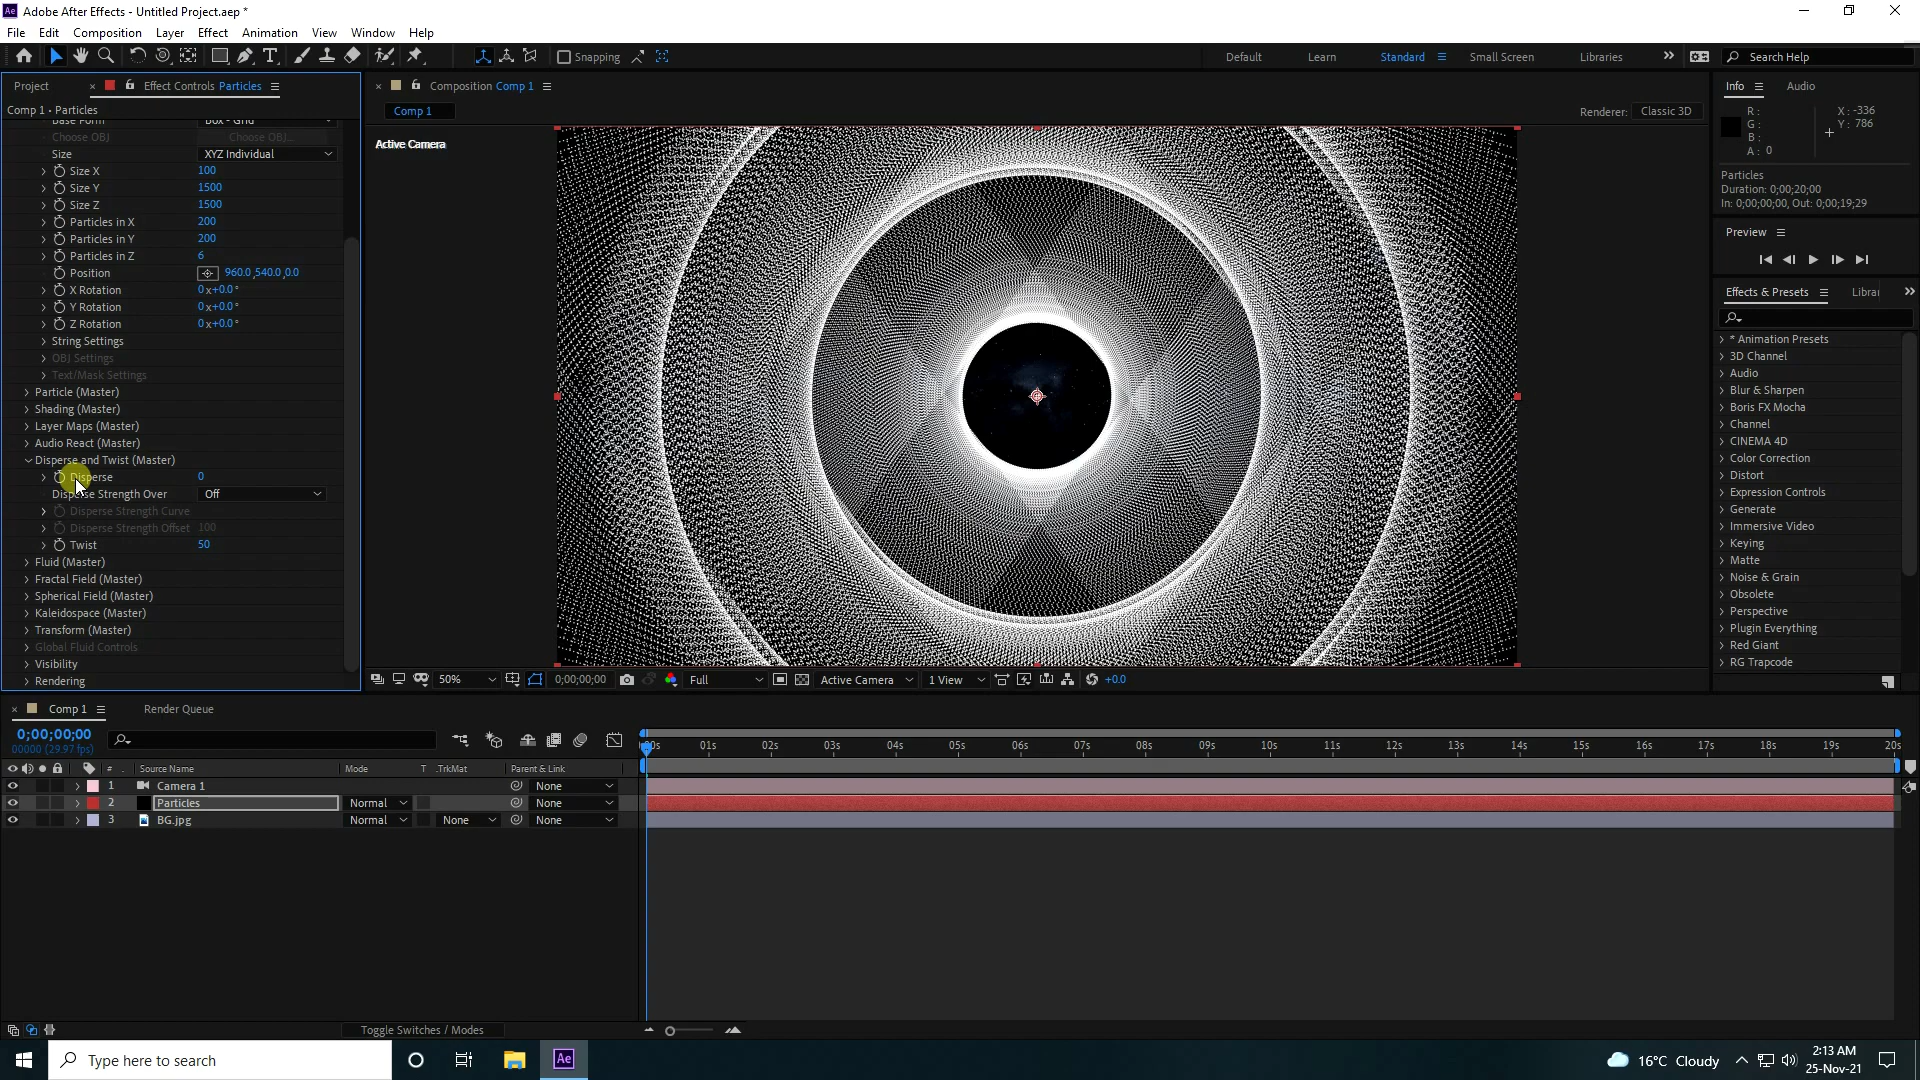 Adobe After Effects - Untitled Project.aep *
File Edit Composition Layer Effect Animation View Window Help
Snapping
Default Learn Standard Small Screen Libraries
Search Help
Project
Effect Controls Particles
Composition Comp 1
Info Audio
Comp 1 • Particles
Comp 1
Renderer: Classic 3D
R:
G:
B:
A: 0
X: -336
Y: 786
Base Form Box - Grid
Choose OBJ Choose OBJ...
Active Camera
Size XYZ Individual
Size X 100
Size Y 1500
Size Z 1500
Particles in X 200
Particles in Y 200
Particles in Z 6
Position 960.0,540.0,0.0
X Rotation 0x+0.0°
Y Rotation 0x+0.0°
Z Rotation 0x+0.0°
String Settings
OBJ Settings
Text/Mask Settings
Particle (Master)
Shading (Master)
Layer Maps (Master)
Audio React (Master)
Disperse and Twist (Master)
Disperse 0
Disperse Strength Over Off
Disperse Strength Curve
Disperse Strength Offset 100
Twist 50
Fluid (Master)
Fractal Field (Master)
Spherical Field (Master)
Kaleidospace (Master)
Transform (Master)
Global Fluid Controls
Visibility
Rendering
Particles
Duration: 0;00;20;00
In: 0;00;00;00, Out: 0;00;19;29
Preview
Effects & Presets
* Animation Presets
3D Channel
Audio
Blur & Sharpen
Boris FX Mocha
Channel
CINEMA 4D
Color Correction
Distort
Expression Controls
Generate
Immersive Video
Keying
Matte
Noise & Grain
Obsolete
Perspective
Plugin Everything
Red Giant
RG Trapcode
50% 0;00;00;00 Full Active Camera 1 View +0.0
Comp 1 Render Queue
0;00;00;00
00000 (29.97 fps)
01s 02s 03s 04s 05s 06s 07s 08s 09s 10s 11s 12s 13s 14s 15s 16s 17s 18s 19s 20s
# Source Name Mode T .TrkMat Parent & Link
1 Camera 1 None
2 Particles Normal None
3 BG.jpg Normal None None
Toggle Switches / Modes
Type here to search
Ae
16°C Cloudy
2:13 AM
25-Nov-21